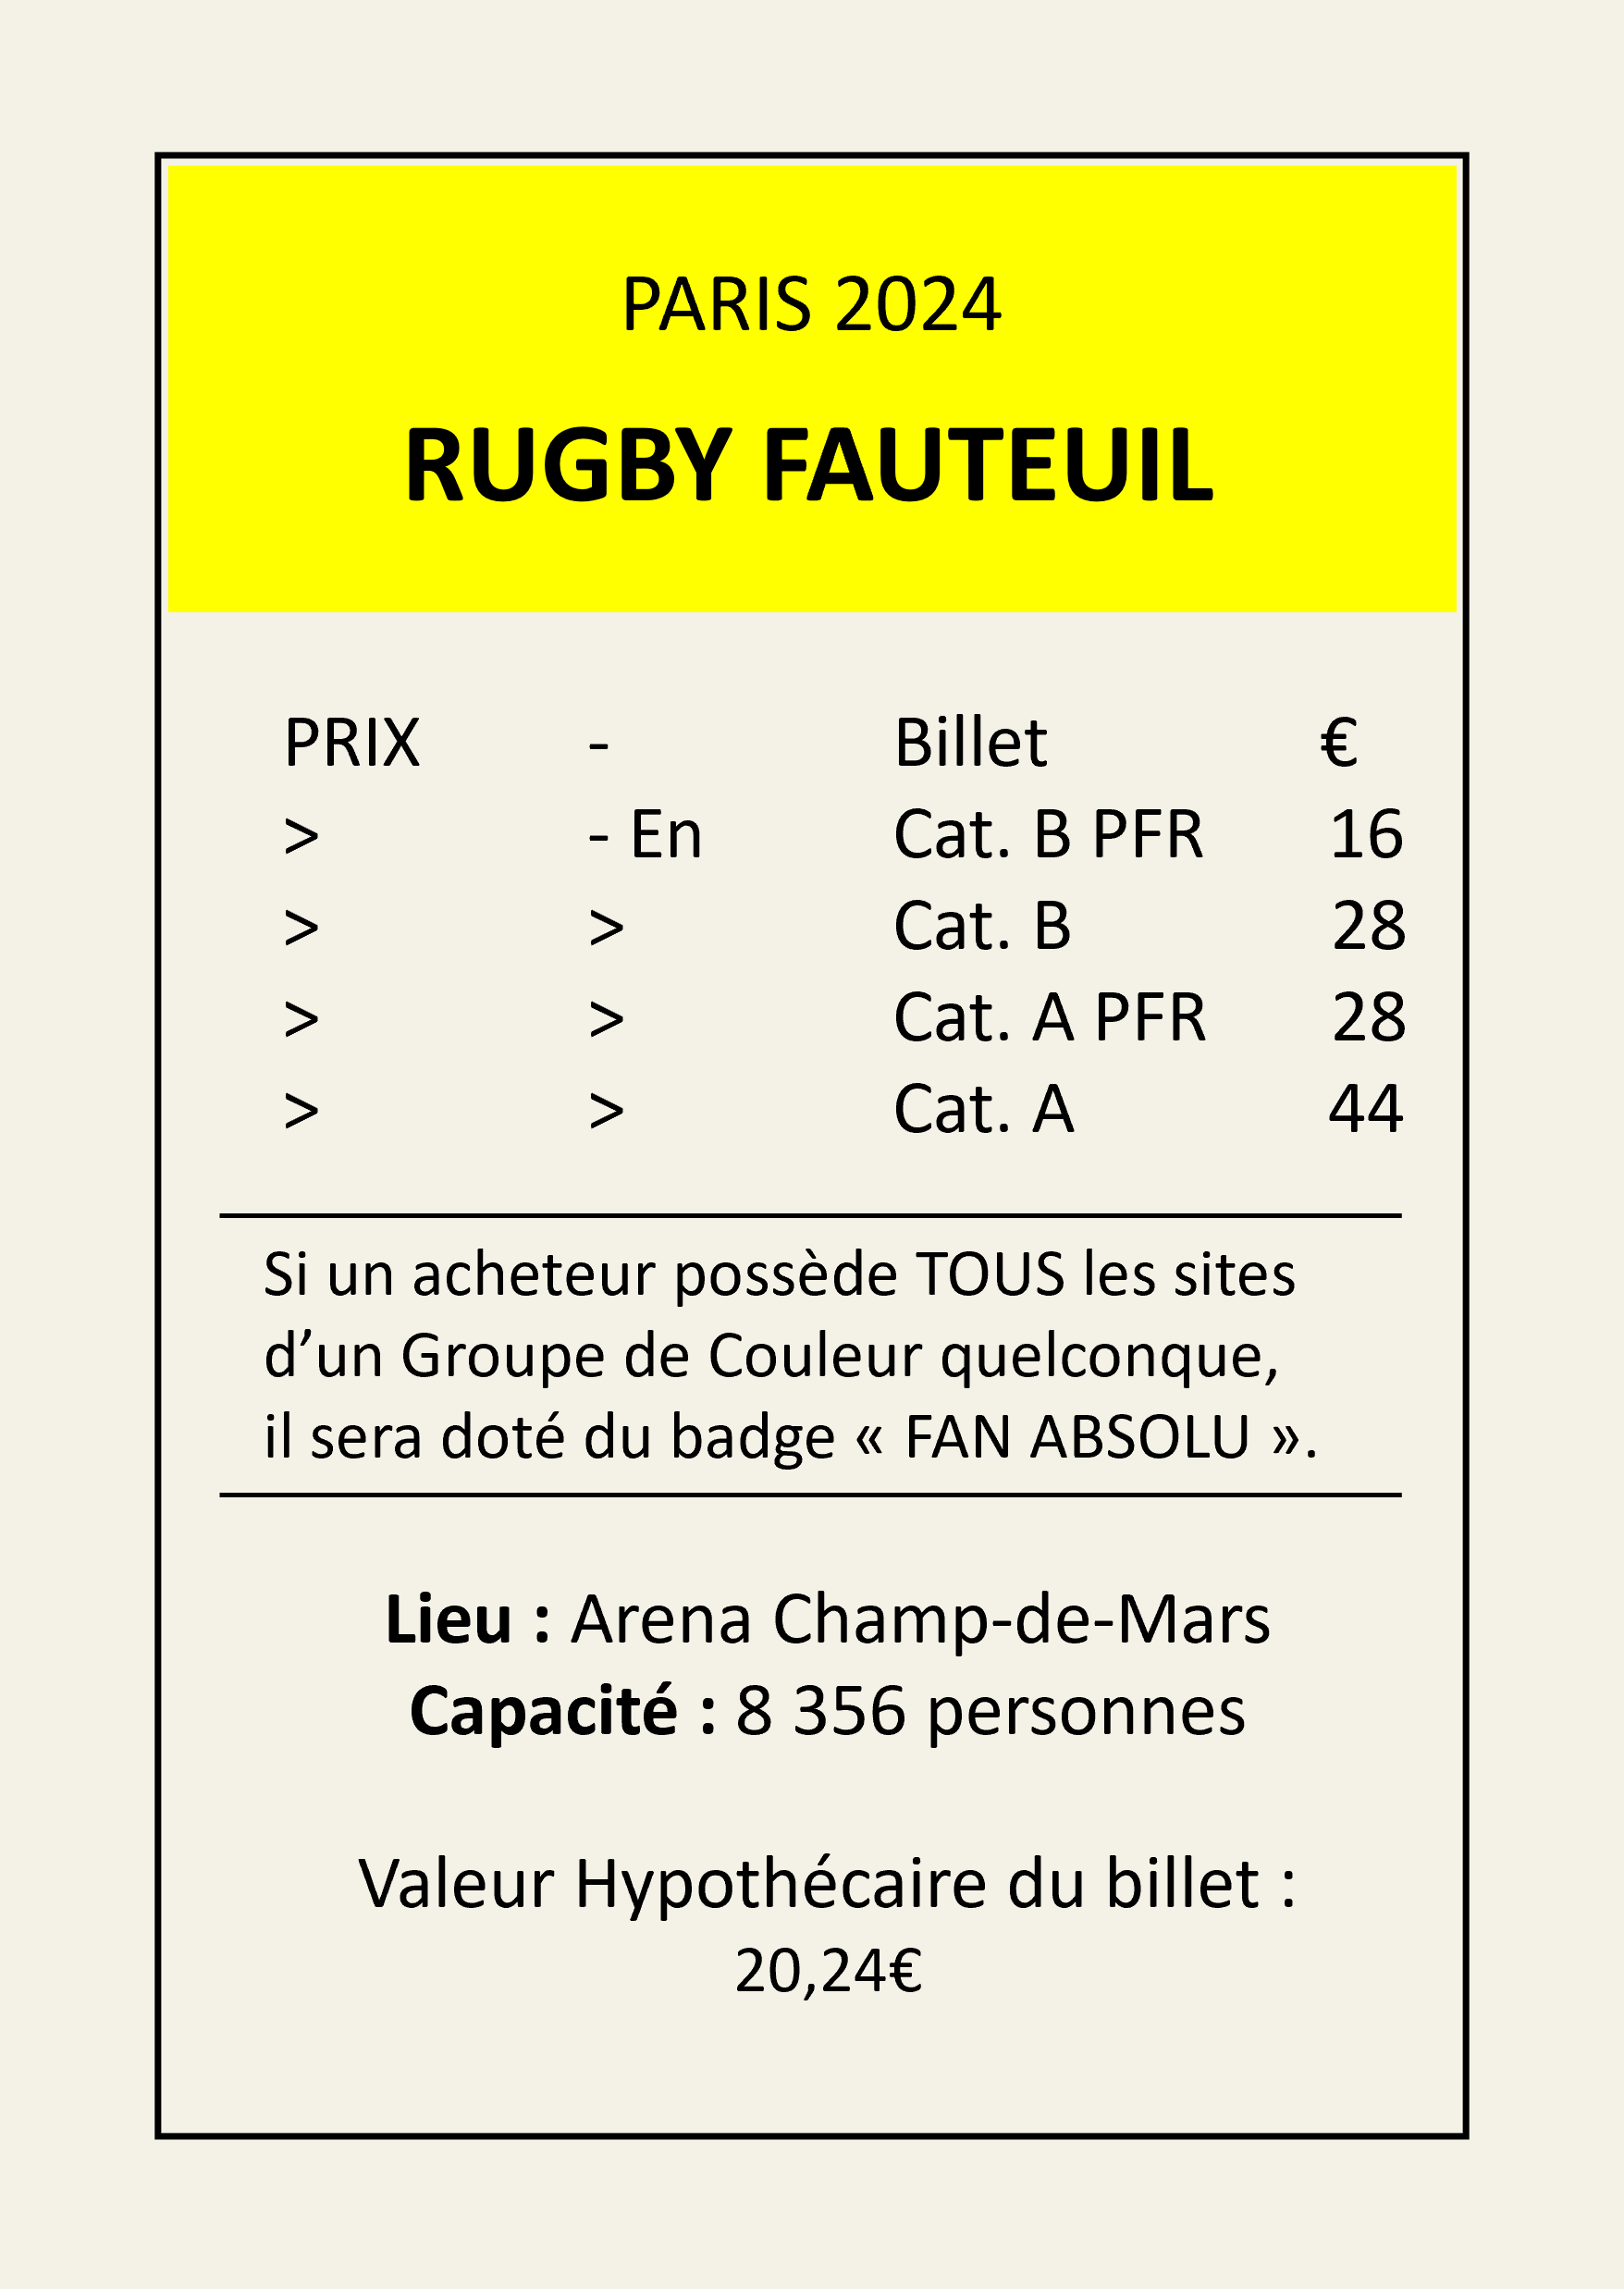 PARIS 2024
RUGBY FAUTEUIL
PRIX - Billet €
> - En Cat. B PFR 16
> > Cat. B 28
> > Cat. A PFR 28
> > Cat. A 44
Si un acheteur possède TOUS les sites
d’un Groupe de Couleur quelconque,
il sera doté du badge « FAN ABSOLU ».
Lieu : Arena Champ-de-Mars
Capacité : 8 356 personnes
Valeur Hypothécaire du billet :
20,24€